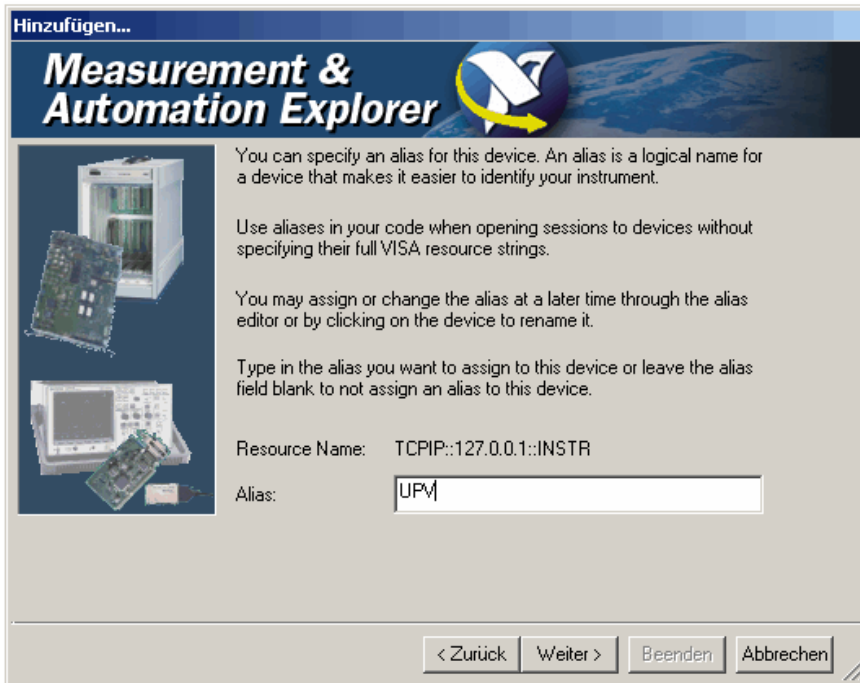 Hinzufügen...
Measurement &
Automation Explorer
You can specify an alias for this device. An alias is a logical name for
a device that makes it easier to identify your instrument.
Use aliases in your code when opening sessions to devices without
specifying their full VISA resource strings.
You may assign or change the alias at a later time through the alias
editor or by clicking on the device to rename it.
Type in the alias you want to assign to this device or leave the alias
field blank to not assign an alias to this device.
Resource Name: TCPIP::127.0.0.1::INSTR
Alias: UPV
< Zurück Weiter > Beenden Abbrechen